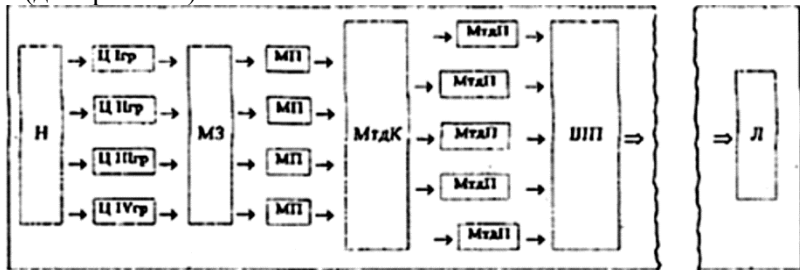 Н
Ц Iгр
Ц IIгр
Ц IIIгр
Ц IVгр
МЗ
МП
МП
МП
МП
МтдК
МтдП
МтдП
МтдП
МтдП
МтдП
ШП
Л